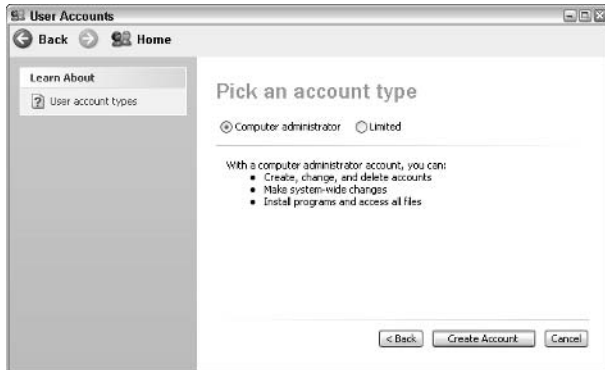 User Accounts
Back Home
Learn About
User account types
Pick an account type
Computer administrator Limited
With a computer administrator account, you can:
• Create, change, and delete accounts
• Make system-wide changes
• Install programs and access all files
< Back Create Account Cancel